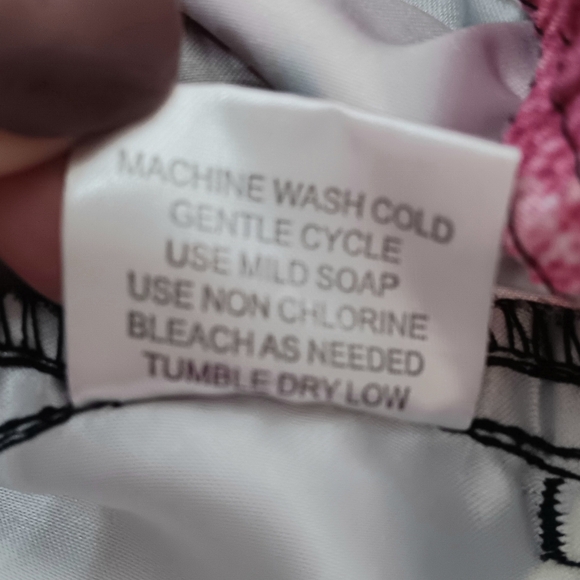 MACHINE WASH COLD
GENTLE CYCLE
USE MILD SOAP
USE NON CHLORINE
BLEACH AS NEEDED
TUMBLE DRY LOW